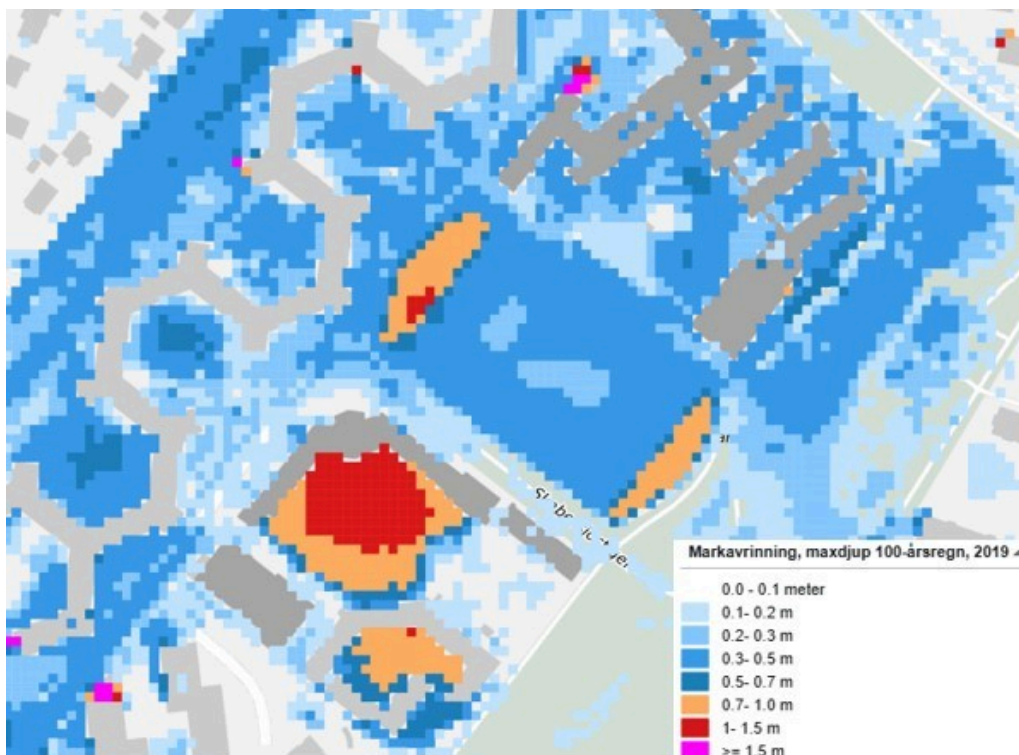 Markavrinning, maxdjup 100-årsregn, 2019
0.0 - 0.1 meter
0.1- 0.2 m
0.2- 0.3 m
0.3- 0.5 m
0.5- 0.7 m
0.7- 1.0 m
1- 1.5 m
>= 1.5 m